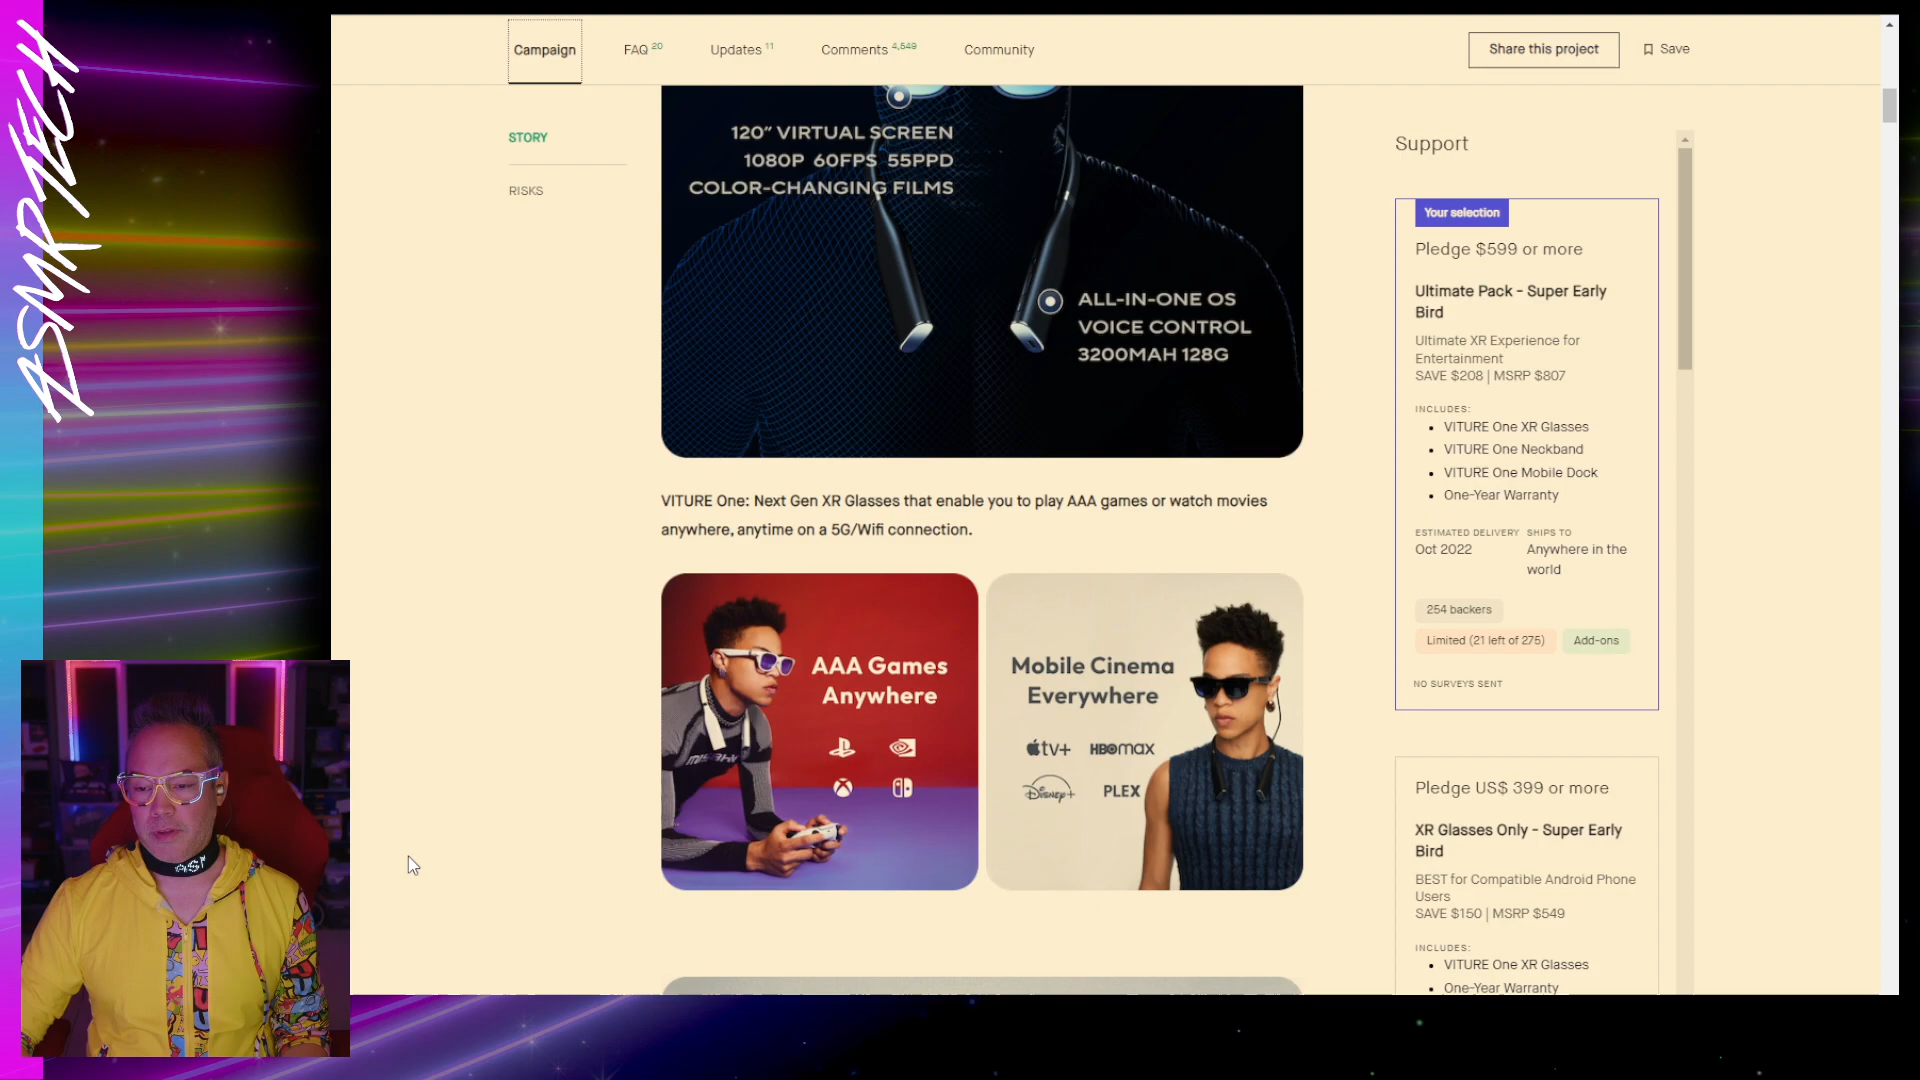 ASMRTECH
Campaign
FAQ 20
Updates 11
Comments 4,549
Community
Share this project
Save
STORY
RISKS
120" VIRTUAL SCREEN
1080P 60FPS 55PPD
COLOR-CHANGING FILMS
ALL-IN-ONE OS
VOICE CONTROL
3200MAH 128G
VITURE One: Next Gen XR Glasses that enable you to play AAA games or watch movies
anywhere, anytime on a 5G/Wifi connection.
AAA Games
Anywhere
Mobile Cinema
Everywhere
tv+
HBOmax
Disney+
PLEX
Support
Your selection
Pledge $599 or more
Ultimate Pack - Super Early
Bird
Ultimate XR Experience for
Entertainment
SAVE $208 | MSRP $807
INCLUDES:
• VITURE One XR Glasses
• VITURE One Neckband
• VITURE One Mobile Dock
• One-Year Warranty
ESTIMATED DELIVERY
Oct 2022
SHIPS TO
Anywhere in the
world
254 backers
Limited (21 left of 275)
Add-ons
NO SURVEYS SENT
Pledge US$ 399 or more
XR Glasses Only - Super Early
Bird
BEST for Compatible Android Phone
Users
SAVE $150 | MSRP $549
INCLUDES:
• VITURE One XR Glasses
• One-Year Warranty